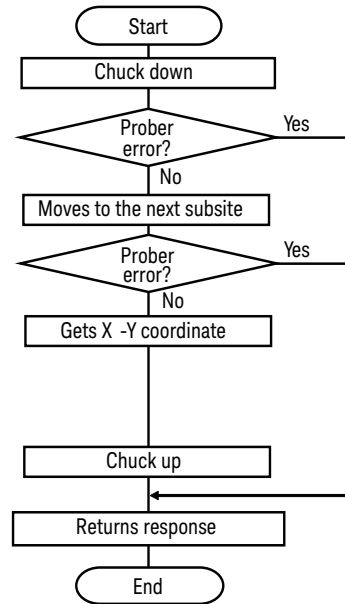 Start
Chuck down
Prober
error?
Yes
No
Moves to the next subsite
Prober
error?
Yes
No
Gets X -Y coordinate
Chuck up
Returns response
End